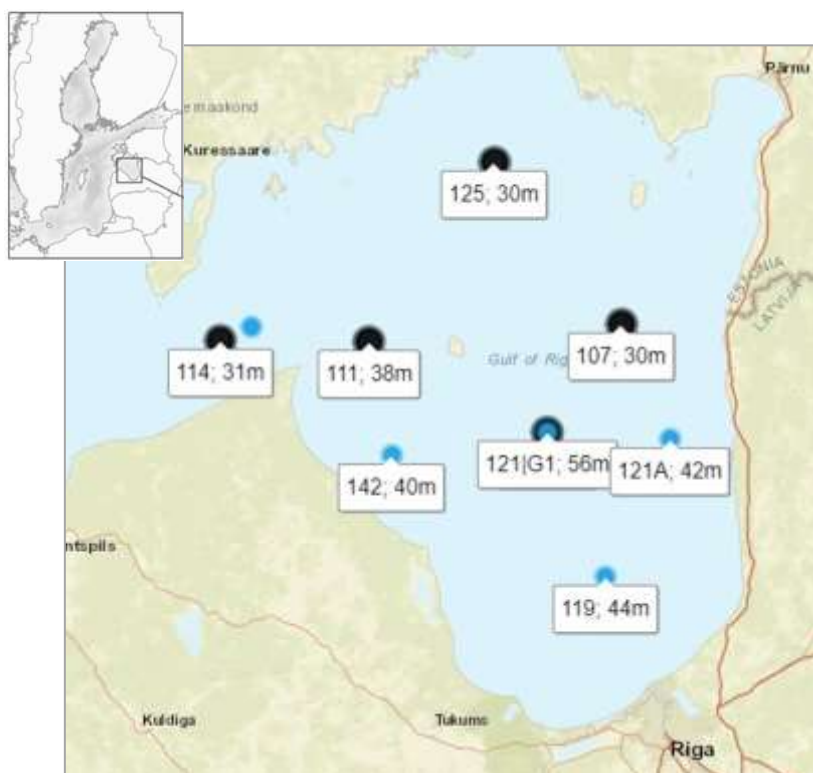 Pärnu
e maakond
Kuressaare
125; 30m
ESTONIA
LATVIJA
114; 31m
111; 38m
Gulf of Rig
107; 30m
121|G1; 56m
121A; 42m
142; 40m
ntspils
119; 44m
Kuldiga
Tukums
Riga